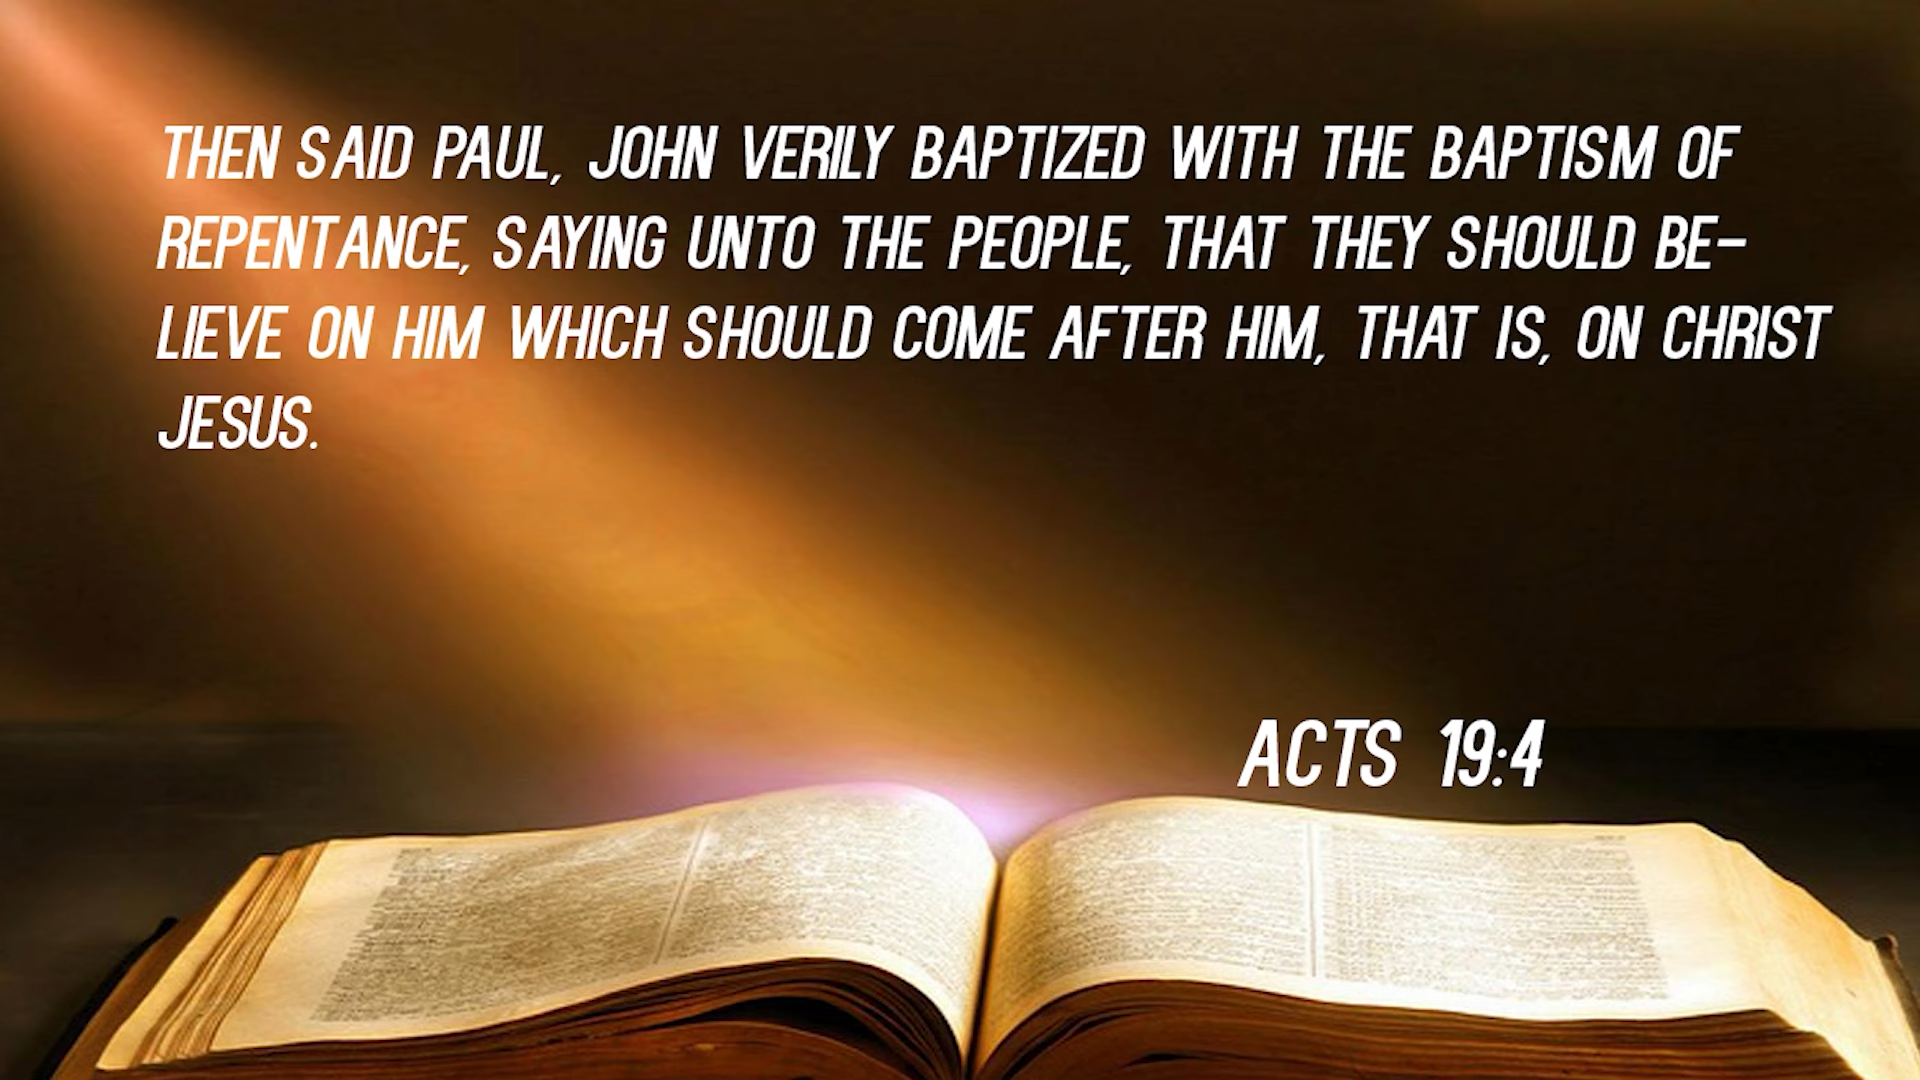 THEN SAID PAUL, JOHN VERILY BAPTIZED WITH THE BAPTISM OF
REPENTANCE, SAYING UNTO THE PEOPLE, THAT THEY SHOULD BE-
LIEVE ON HIM WHICH SHOULD COME AFTER HIM, THAT IS, ON CHRIST
JESUS.
ACTS 19:4